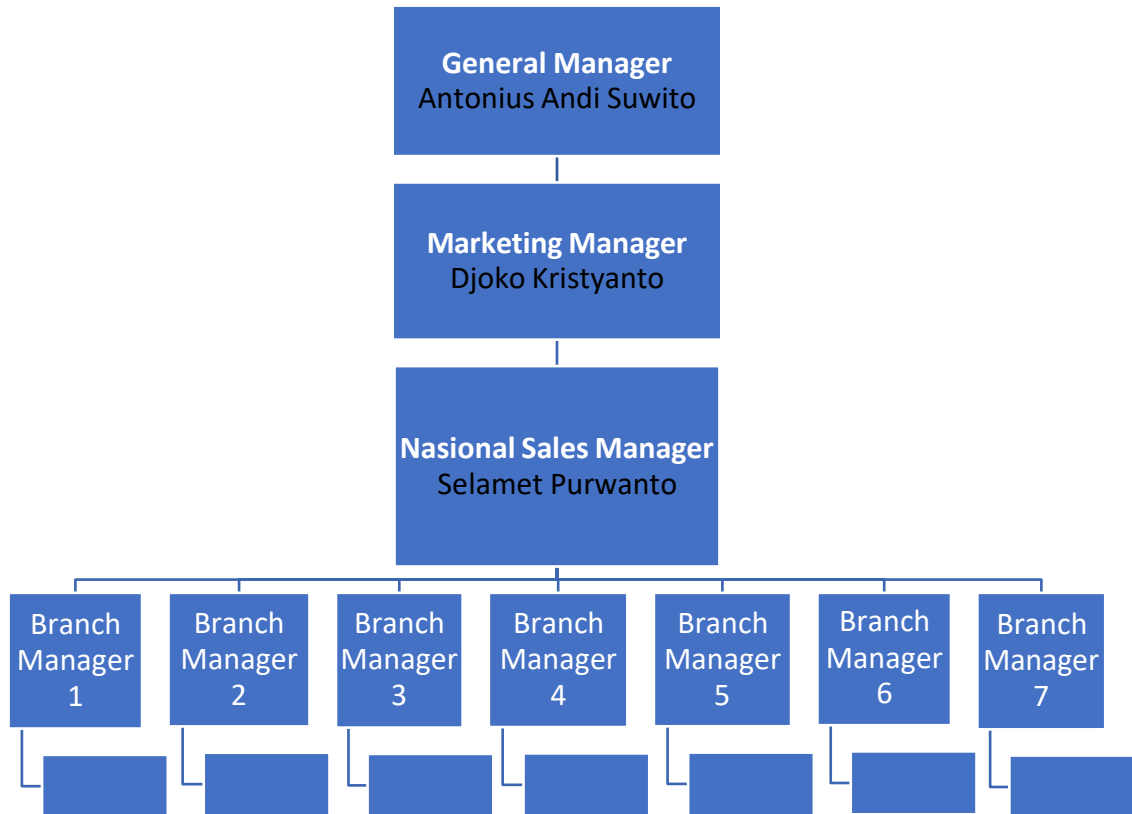 General Manager
Antonius Andi Suwito
Marketing Manager
Djoko Kristyanto
Nasional Sales Manager
Selamet Purwanto
Branch
Manager
1
Branch
Manager
2
Branch
Manager
3
Branch
Manager
4
Branch
Manager
5
Branch
Manager
6
Branch
Manager
7